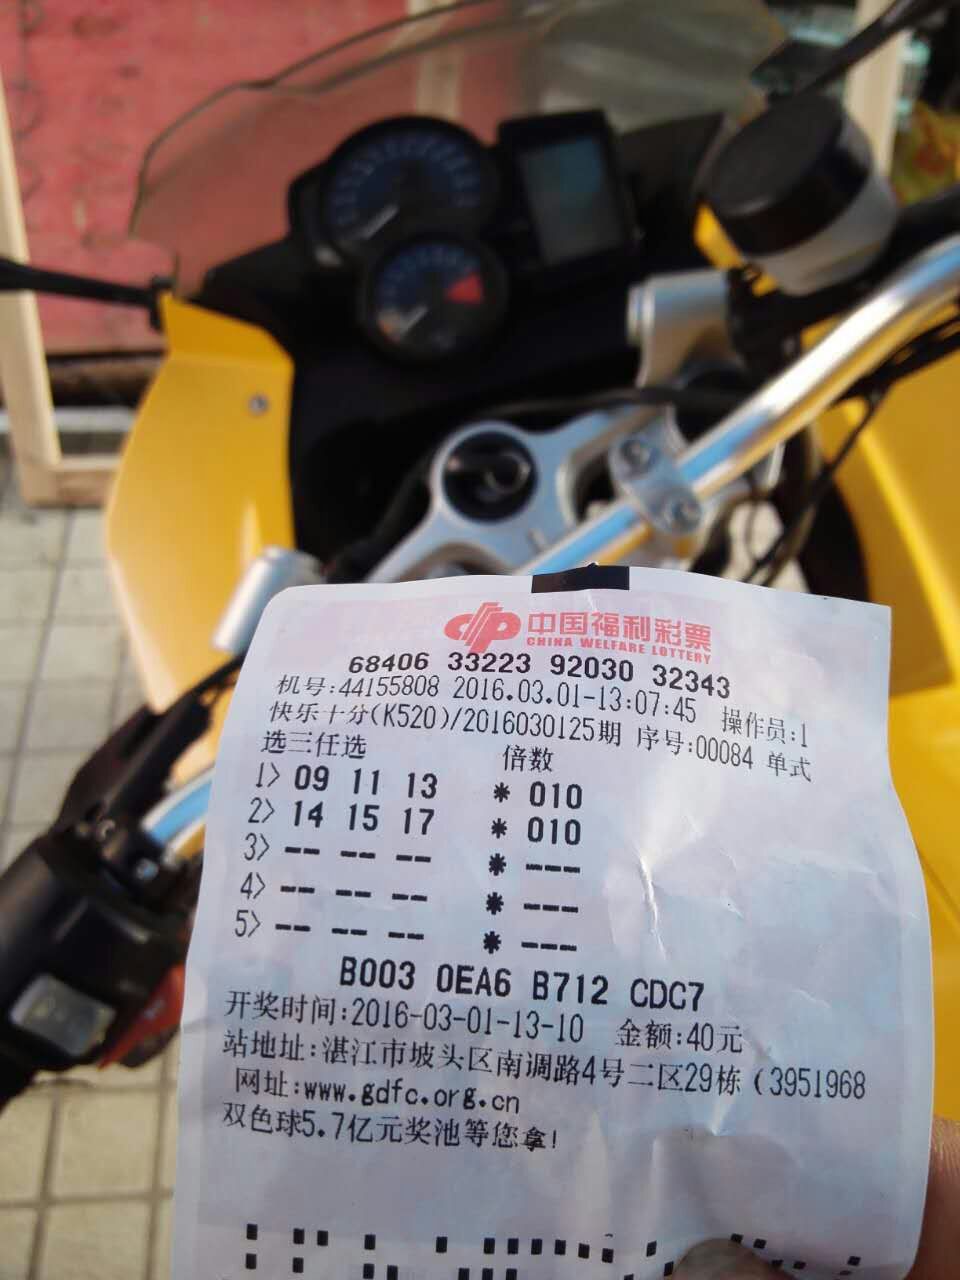 中国福利彩票
CHINA WELFARE LOTTERY
68406 33223 92030 32343
机号:44155808 2016.03.01-13:07:45 操作员:1
快乐十分(K520)/2016030125期 序号:00084 单式
选三任选 倍数
1> 09 11 13 * 010
2> 14 15 17 * 010
3> -- -- -- * ---
4> -- -- -- * ---
5> -- -- -- * ---
B003 0EA6 B712 CDC7
开奖时间:2016-03-01-13-10 金额:40元
站地址:湛江市坡头区南调路4号二区29栋(3951968
网址:www.gdfc.org.cn
双色球5.7亿元奖池等您拿!